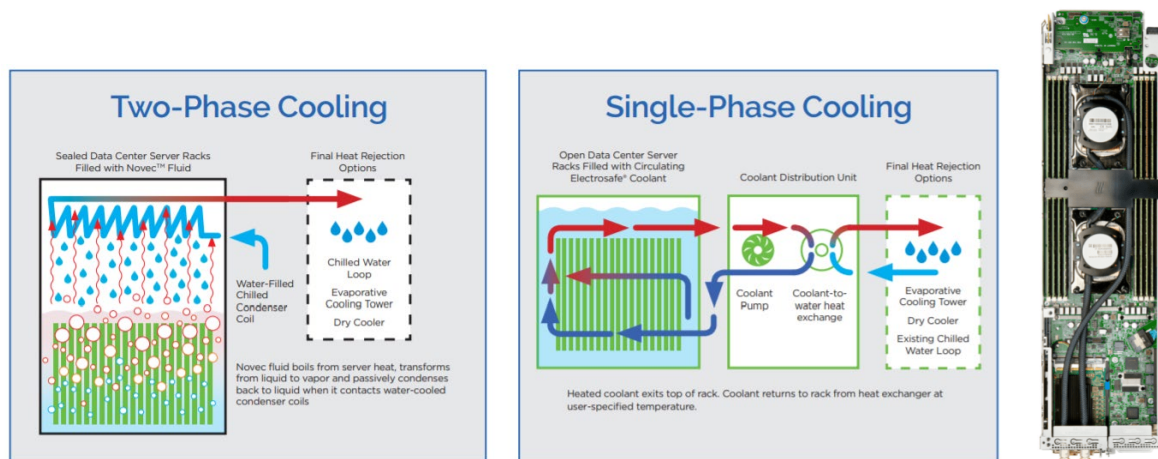 Two-Phase Cooling
Sealed Data Center Server Racks
Filled with Novec™ Fluid
Final Heat Rejection
Options
Chilled Water
Loop
Evaporative
Cooling Tower
Dry Cooler
Water-Filled
Chilled
Condenser
Coil
Novec fluid boils from server heat, transforms
from liquid to vapor and passively condenses
back to liquid when it contacts water-cooled
condenser coils
Single-Phase Cooling
Open Data Center Server
Racks Filled with Circulating
Electrosafe® Coolant
Coolant Distribution Unit
Final Heat Rejection
Options
Coolant
Pump
Coolant-to-
water heat
exchange
Evaporative
Cooling Tower
Dry Cooler
Existing Chilled
Water Loop
Heated coolant exits top of rack. Coolant returns to rack from heat exchanger at
user-specified temperature.